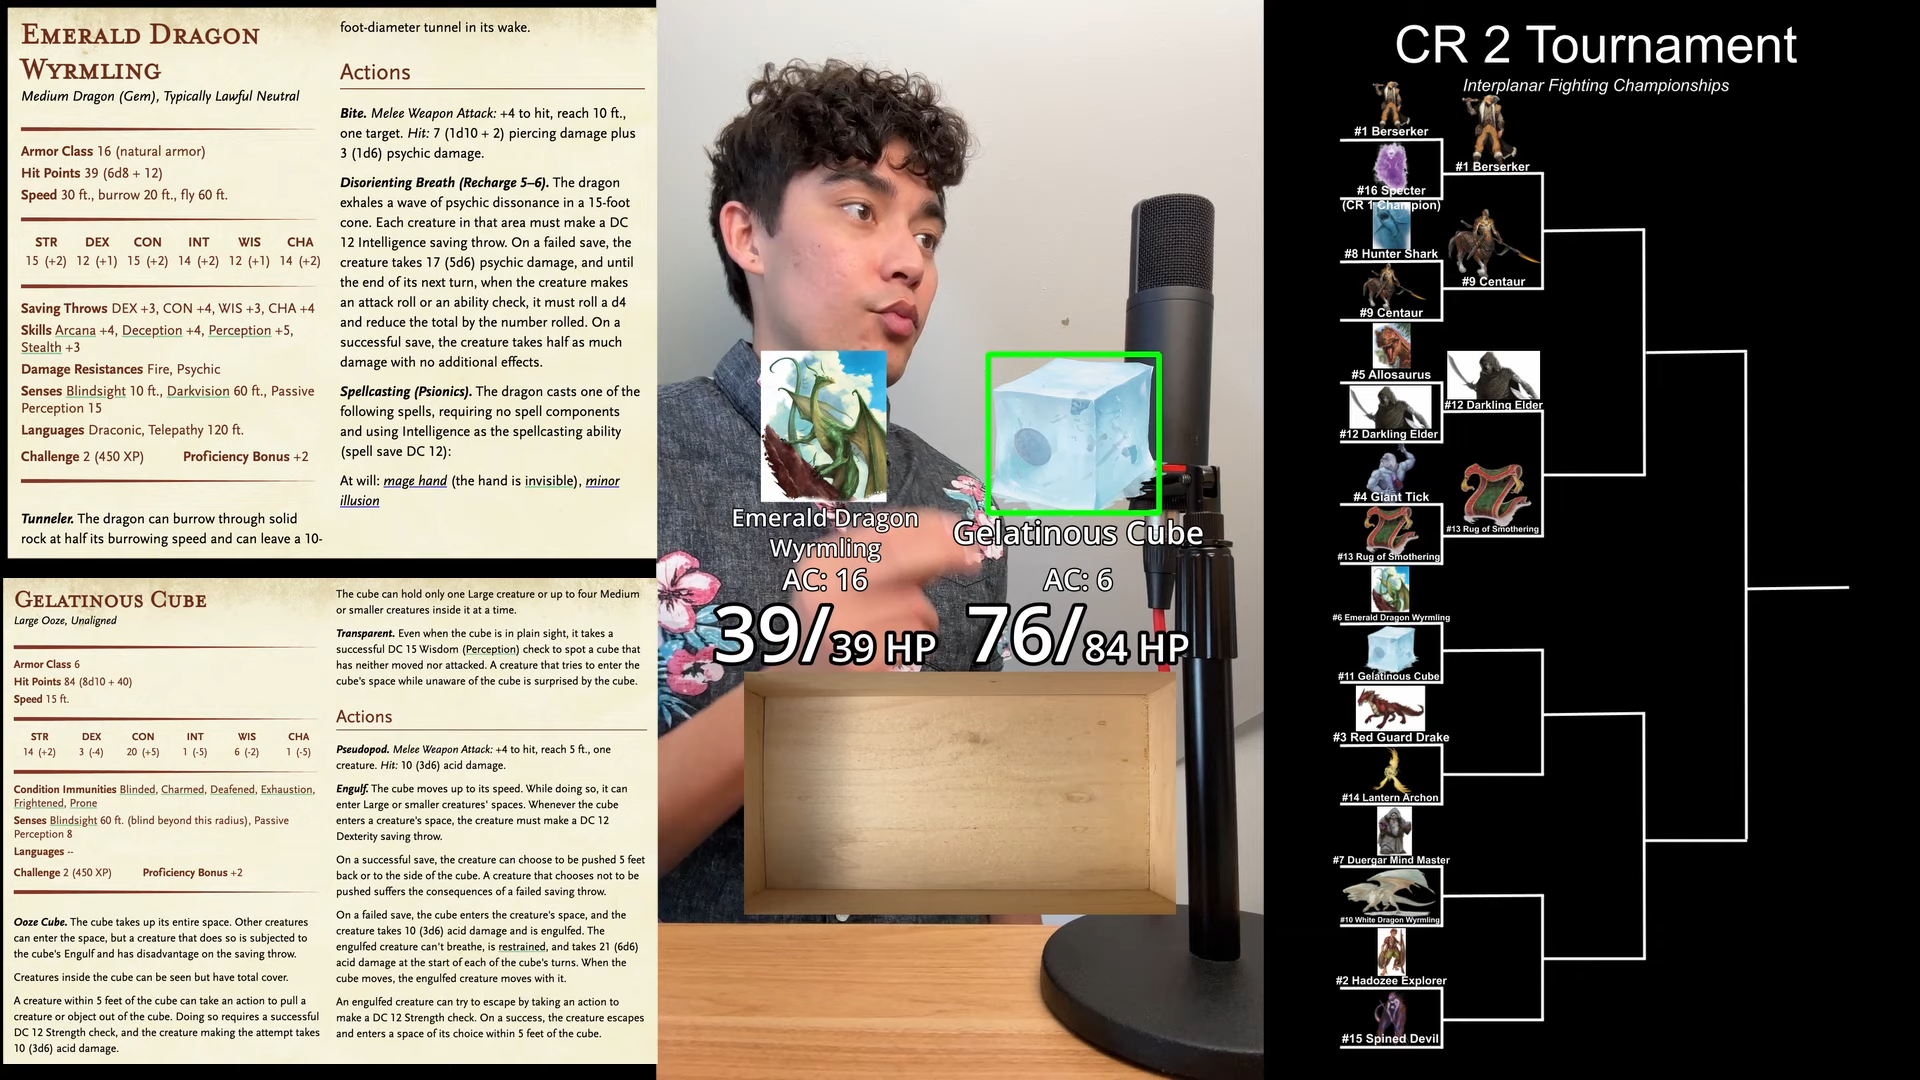 EMERALD DRAGON
WYRMLING
Medium Dragon (Gem), Typically Lawful Neutral
Armor Class 16 (natural armor)
Hit Points 39 (6d8 + 12)
Speed 30 ft., burrow 20 ft., fly 60 ft.
STR DEX CON INT WIS CHA
15 (+2) 12 (+1) 15 (+2) 14 (+2) 12 (+1) 14 (+2)
Saving Throws DEX +3, CON +4, WIS +3, CHA +4
Skills Arcana +4, Deception +4, Perception +5,
Stealth +3
Damage Resistances Fire, Psychic
Senses Blindsight 10 ft., Darkvision 60 ft., Passive
Perception 15
Languages Draconic, Telepathy 120 ft.
Challenge 2 (450 XP) Proficiency Bonus +2
Tunneler. The dragon can burrow through solid
rock at half its burrowing speed and can leave a 10-
foot-diameter tunnel in its wake.
Actions
Bite. Melee Weapon Attack: +4 to hit, reach 10 ft.,
one target. Hit: 7 (1d10 + 2) piercing damage plus
3 (1d6) psychic damage.
Disorienting Breath (Recharge 5–6). The dragon
exhales a wave of psychic dissonance in a 15-foot
cone. Each creature in that area must make a DC
12 Intelligence saving throw. On a failed save, the
creature takes 17 (5d6) psychic damage, and until
the end of its next turn, when the creature makes
an attack roll or an ability check, it must roll a d4
and reduce the total by the number rolled. On a
successful save, the creature takes half as much
damage with no additional effects.
Spellcasting (Psionics). The dragon casts one of the
following spells, requiring no spell components
and using Intelligence as the spellcasting ability
(spell save DC 12):
At will: mage hand (the hand is invisible), minor
illusion
GELATINOUS CUBE
Large Ooze, Unaligned
Armor Class 6
Hit Points 84 (8d10 + 40)
Speed 15 ft.
STR DEX CON INT WIS CHA
14 (+2) 3 (-4) 20 (+5) 1 (-5) 6 (-2) 1 (-5)
Condition Immunities Blinded, Charmed, Deafened, Exhaustion,
Frightened, Prone
Senses Blindsight 60 ft. (blind beyond this radius), Passive
Perception 8
Languages --
Challenge 2 (450 XP) Proficiency Bonus +2
Ooze Cube. The cube takes up its entire space. Other creatures
can enter the space, but a creature that does so is subjected to
the cube's Engulf and has disadvantage on the saving throw.
Creatures inside the cube can be seen but have total cover.
A creature within 5 feet of the cube can take an action to pull a
creature or object out of the cube. Doing so requires a successful
DC 12 Strength check, and the creature making the attempt takes
10 (3d6) acid damage.
The cube can hold only one Large creature or up to four Medium
or smaller creatures inside it at a time.
Transparent. Even when the cube is in plain sight, it takes a
successful DC 15 Wisdom (Perception) check to spot a cube that
has neither moved nor attacked. A creature that tries to enter the
cube's space while unaware of the cube is surprised by the cube.
Actions
Pseudopod. Melee Weapon Attack: +4 to hit, reach 5 ft., one
creature. Hit: 10 (3d6) acid damage.
Engulf. The cube moves up to its speed. While doing so, it can
enter Large or smaller creatures' spaces. Whenever the cube
enters a creature's space, the creature must make a DC 12
Dexterity saving throw.
On a successful save, the creature can choose to be pushed 5 feet
back or to the side of the cube. A creature that chooses not to be
pushed suffers the consequences of a failed saving throw.
On a failed save, the cube enters the creature's space, and the
creature takes 10 (3d6) acid damage and is engulfed. The
engulfed creature can't breathe, is restrained, and takes 21 (6d6)
acid damage at the start of each of the cube's turns. When the
cube moves, the engulfed creature moves with it.
An engulfed creature can try to escape by taking an action to
make a DC 12 Strength check. On a success, the creature escapes
and enters a space of its choice within 5 feet of the cube.
Emerald Dragon
Wyrmling
AC: 16
39/39 HP
Gelatinous Cube
AC: 6
76/84 HP
CR 2 Tournament
Interplanar Fighting Championships
#1 Berserker
#16 Specter
(CR 1 Champion)
#8 Hunter Shark
#9 Centaur
#5 Allosaurus
#12 Darkling Elder
#4 Giant Tick
#13 Rug of Smothering
#6 Emerald Dragon Wyrmling
#11 Gelatinous Cube
#3 Red Guard Drake
#14 Lantern Archon
#7 Duergar Mind Master
#10 White Dragon Wyrmling
#2 Hadozee Explorer
#15 Spined Devil
#1 Berserker
#9 Centaur
#12 Darkling Elder
#13 Rug of Smothering